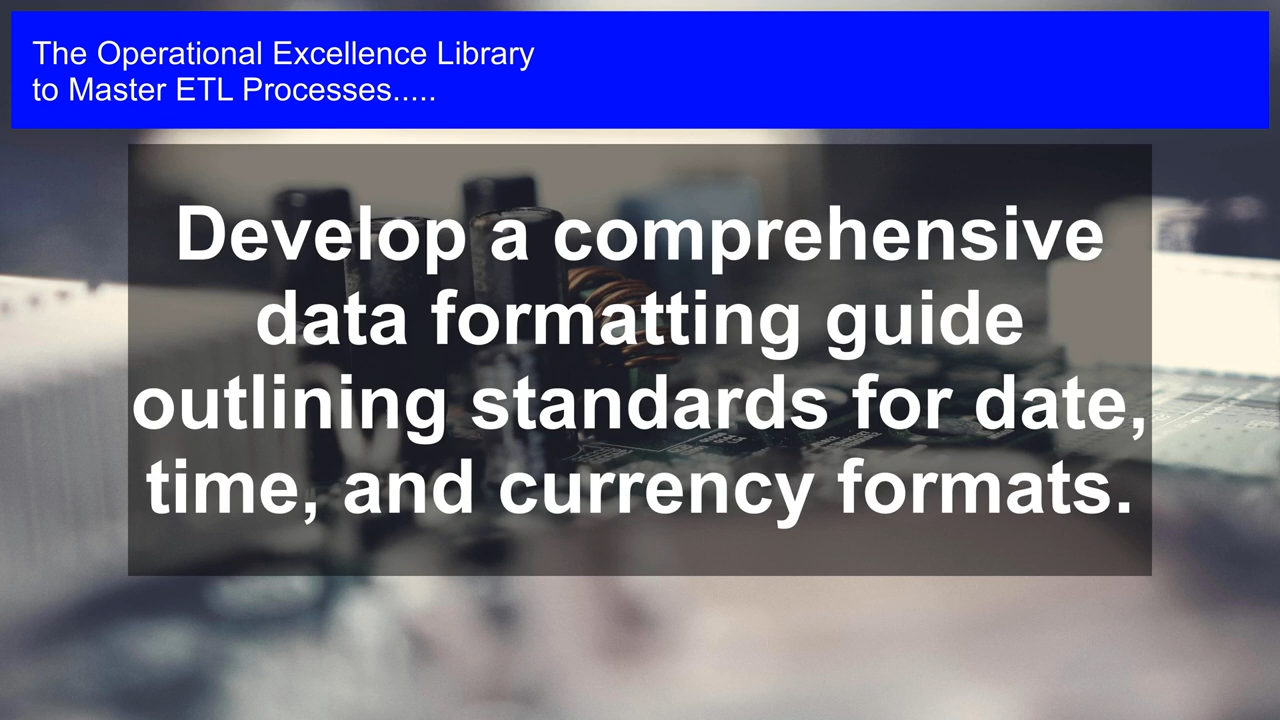 The Operational Excellence Library
to Master ETL Processes.....
Develop a comprehensive
data formatting guide
outlining standards for date,
time, and currency formats.